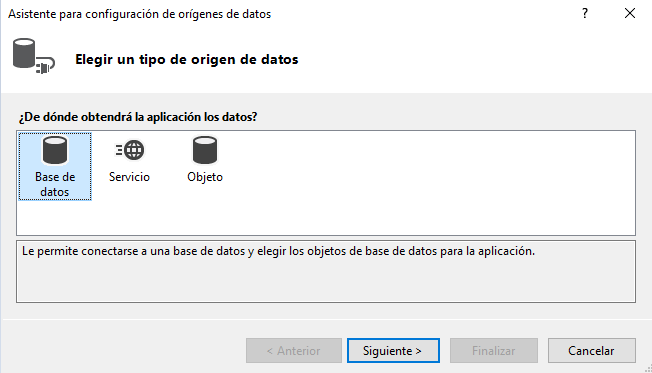 Asistente para configuración de orígenes de datos
?
Elegir un tipo de origen de datos
¿De dónde obtendrá la aplicación los datos?
Base de
datos
Servicio
Objeto
Le permite conectarse a una base de datos y elegir los objetos de base de datos para la aplicación.
< Anterior
Siguiente >
Finalizar
Cancelar